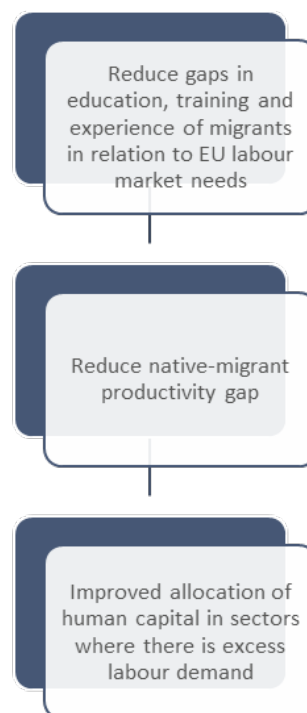 Reduce gaps in
education, training and
experience of migrants
in relation to EU labour
market needs
Reduce native-migrant
productivity gap
Improved allocation of
human capital in sectors
where there is excess
labour demand